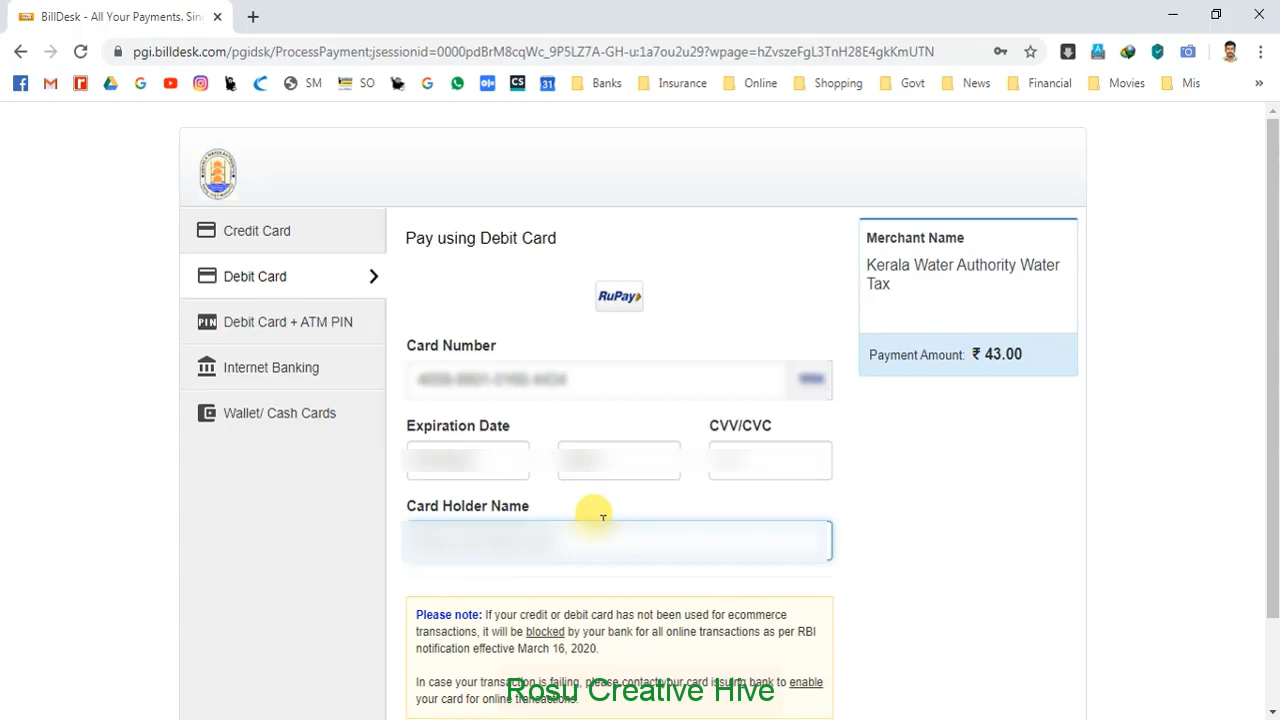 BillDesk - All Your Payments. Sin
pgi.billdesk.com/pgidsk/ProcessPayment;jsessionid=0000pdBrM8cqWc_9P5LZ7A-GH-u:1a7ou2u29?wpage=hZvszeFgL3TnH28E4gkKmUTN
SM SO Banks Insurance Online Shopping Govt News Financial Movies Mis
Credit Card
Debit Card
PIN Debit Card + ATM PIN
Internet Banking
Wallet/ Cash Cards
Pay using Debit Card
RuPay
Card Number
Expiration Date CVV/CVC
Card Holder Name
Please note: If your credit or debit card has not been used for ecommerce
transactions, it will be blocked by your bank for all online transactions as per RBI
notification effective March 16, 2020.
In case your transaction is failing, please contact your card issuing bank to enable
your card for online transactions.
Merchant Name
Kerala Water Authority Water
Tax
Payment Amount: ₹ 43.00
Rosu Creative Hive